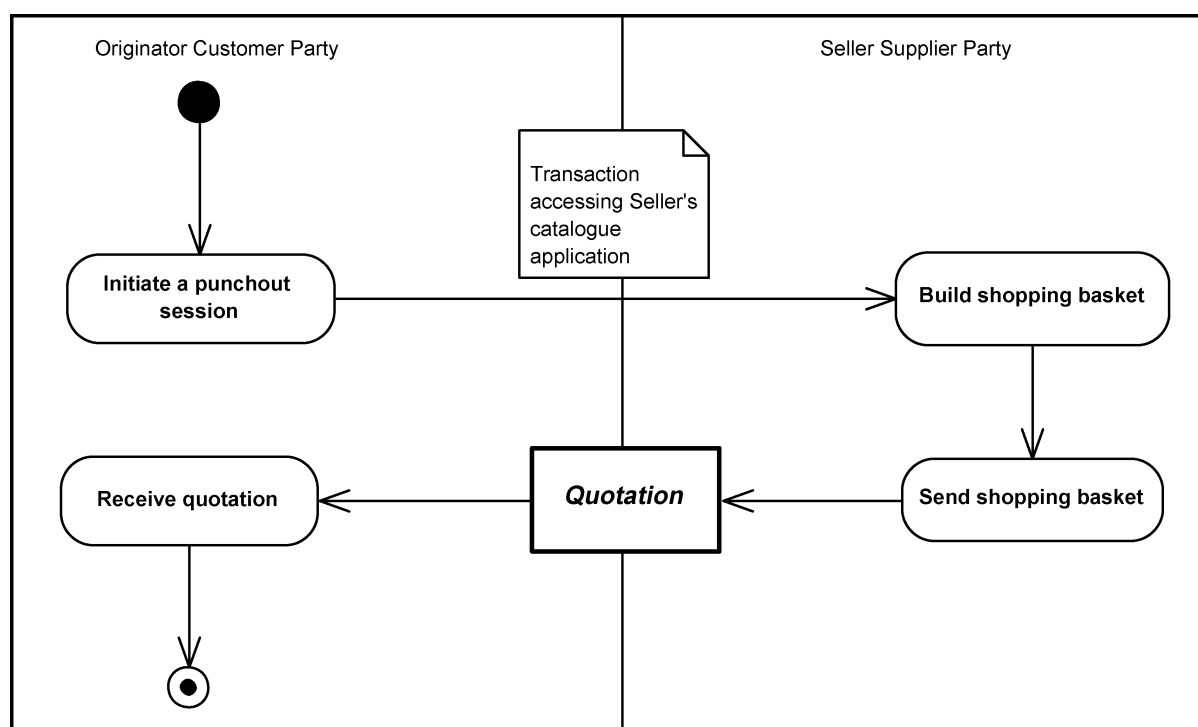 Originator Customer Party
Seller Supplier Party
Transaction
accessing Seller's
catalogue
application
Initiate a punchout
session
Build shopping basket
Receive quotation
Quotation
Send shopping basket